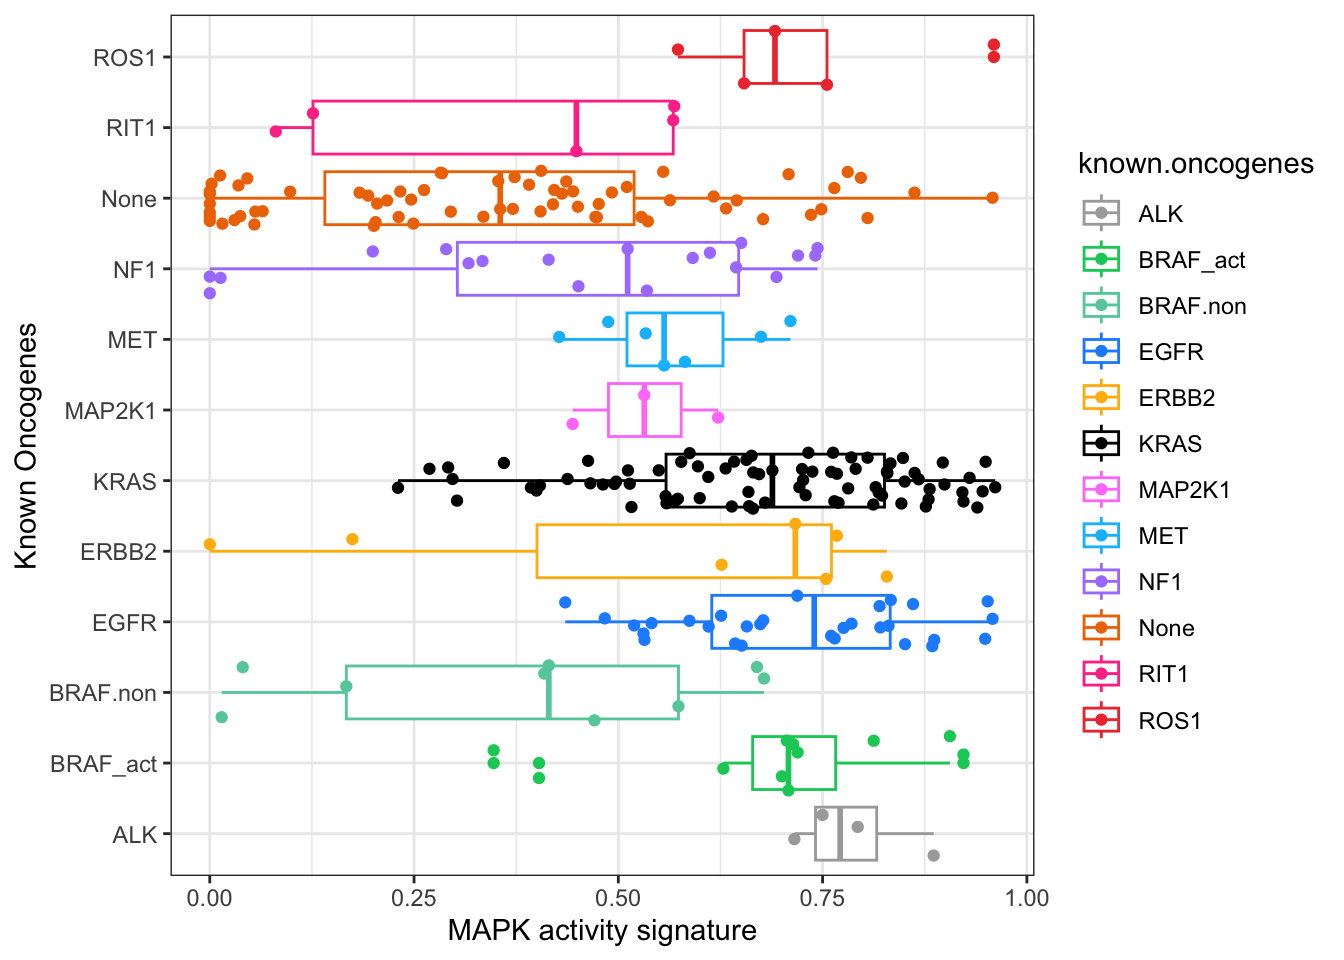 ROS1
RIT1
None
NF1
MET
MAP2K1
KRAS
ERBB2
EGFR
BRAF.non
BRAF_act
ALK
Known Oncogenes
0.00 0.25 0.50 0.75 1.00
MAPK activity signature
known.oncogenes
ALK
BRAF_act
BRAF.non
EGFR
ERBB2
KRAS
MAP2K1
MET
NF1
None
RIT1
ROS1